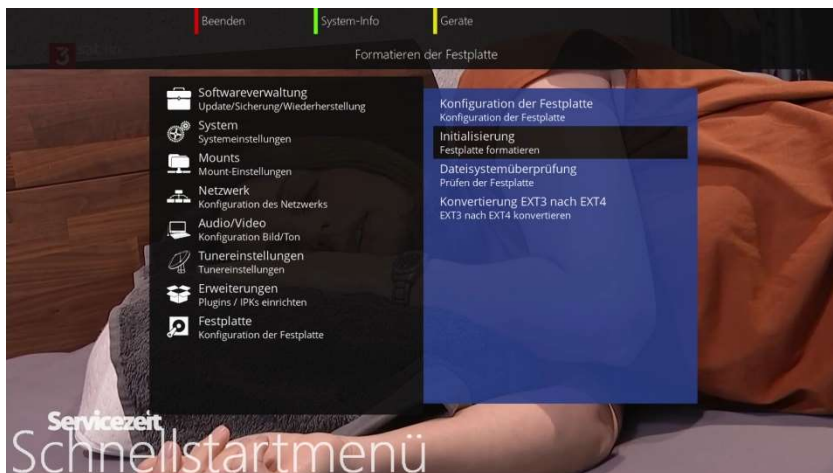 Beenden
System-Info
Geräte
3
Formatieren der Festplatte
Softwareverwaltung
Update/Sicherung/Wiederherstellung
System
Systemeinstellungen
Mounts
Mount-Einstellungen
Netzwerk
Konfiguration des Netzwerks
Audio/Video
Konfiguration Bild/Ton
Tunereinstellungen
Tunereinstellungen
Erweiterungen
Plugins / IPKs einrichten
Festplatte
Konfiguration der Festplatte
Konfiguration der Festplatte
Konfiguration der Festplatte
Initialisierung
Festplatte formatieren
Dateisystemüberprüfung
Prüfen der Festplatte
Konvertierung EXT3 nach EXT4
EXT3 nach EXT4 konvertieren
Servicezeit
Schnellstartmenü